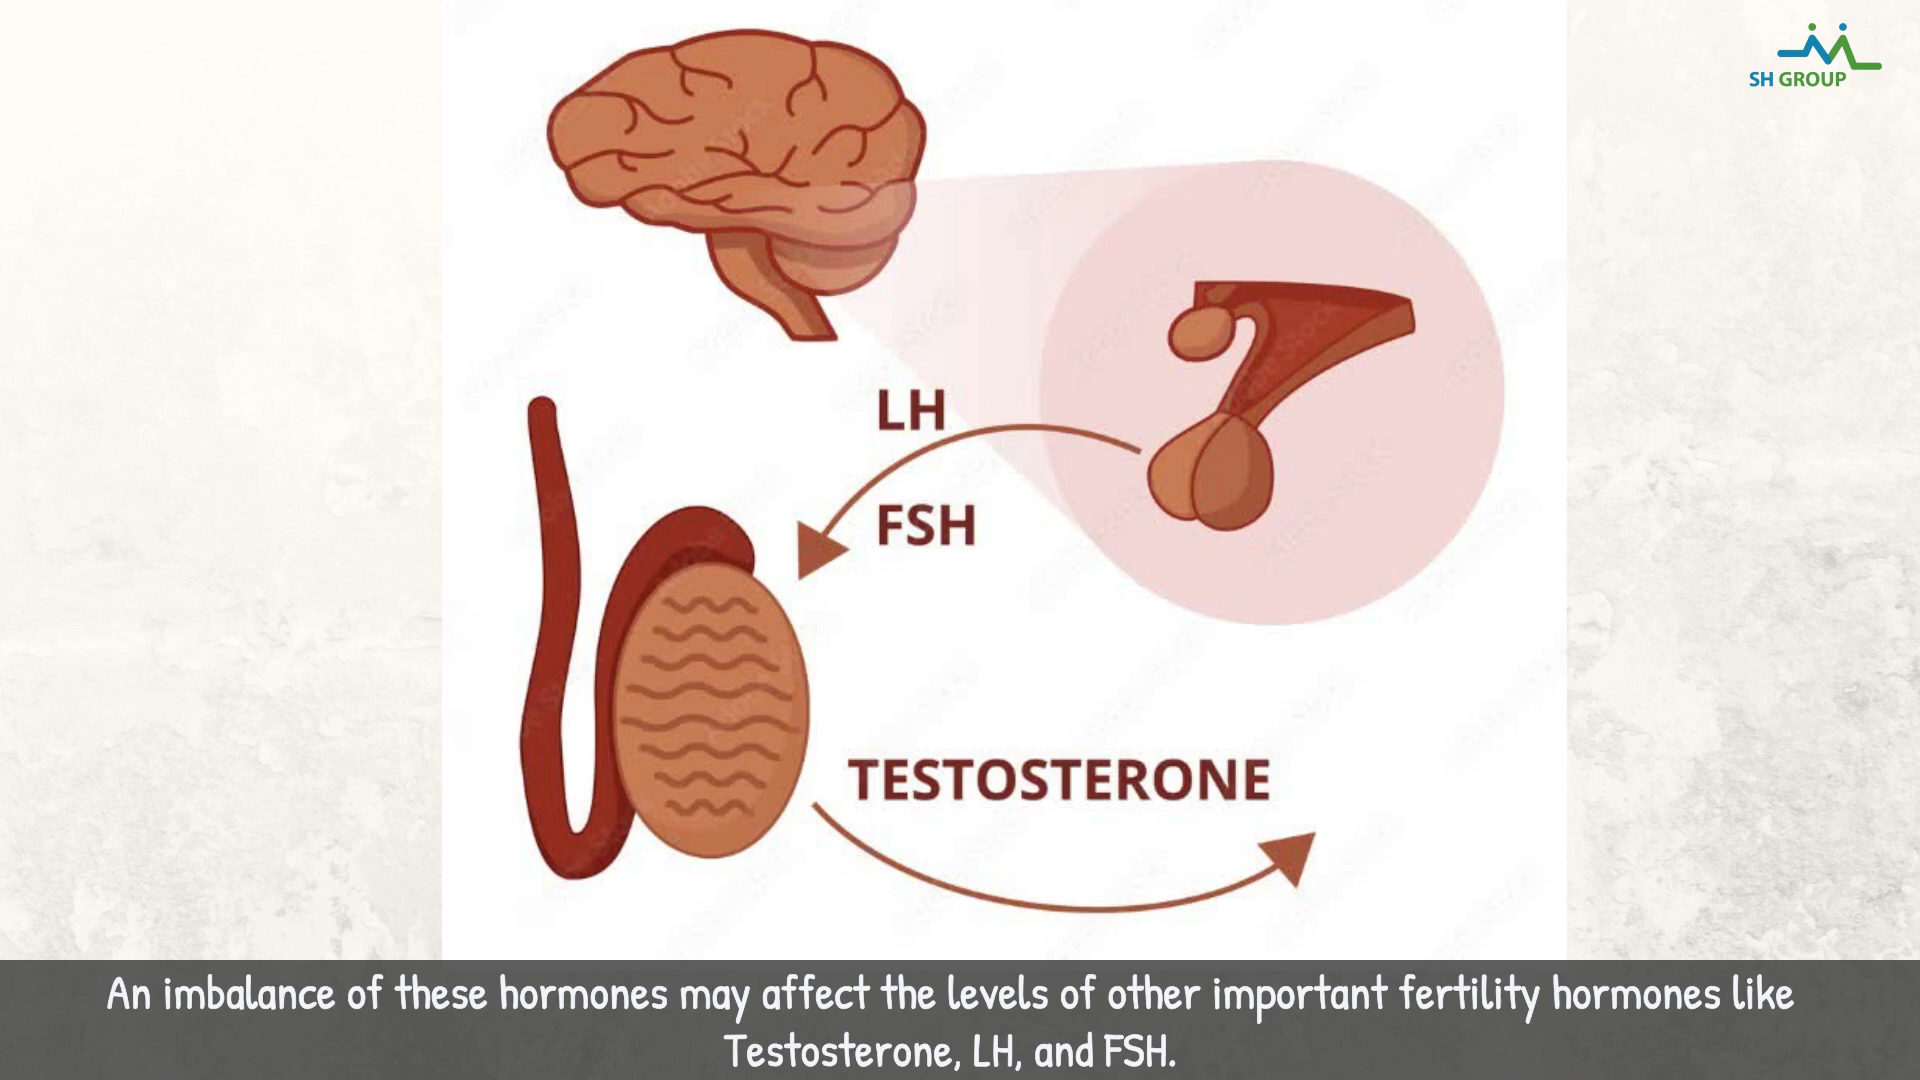 SH GROUP
LH
FSH
TESTOSTERONE
An imbalance of these hormones may affect the levels of other important fertility hormones like
Testosterone, LH, and FSH.